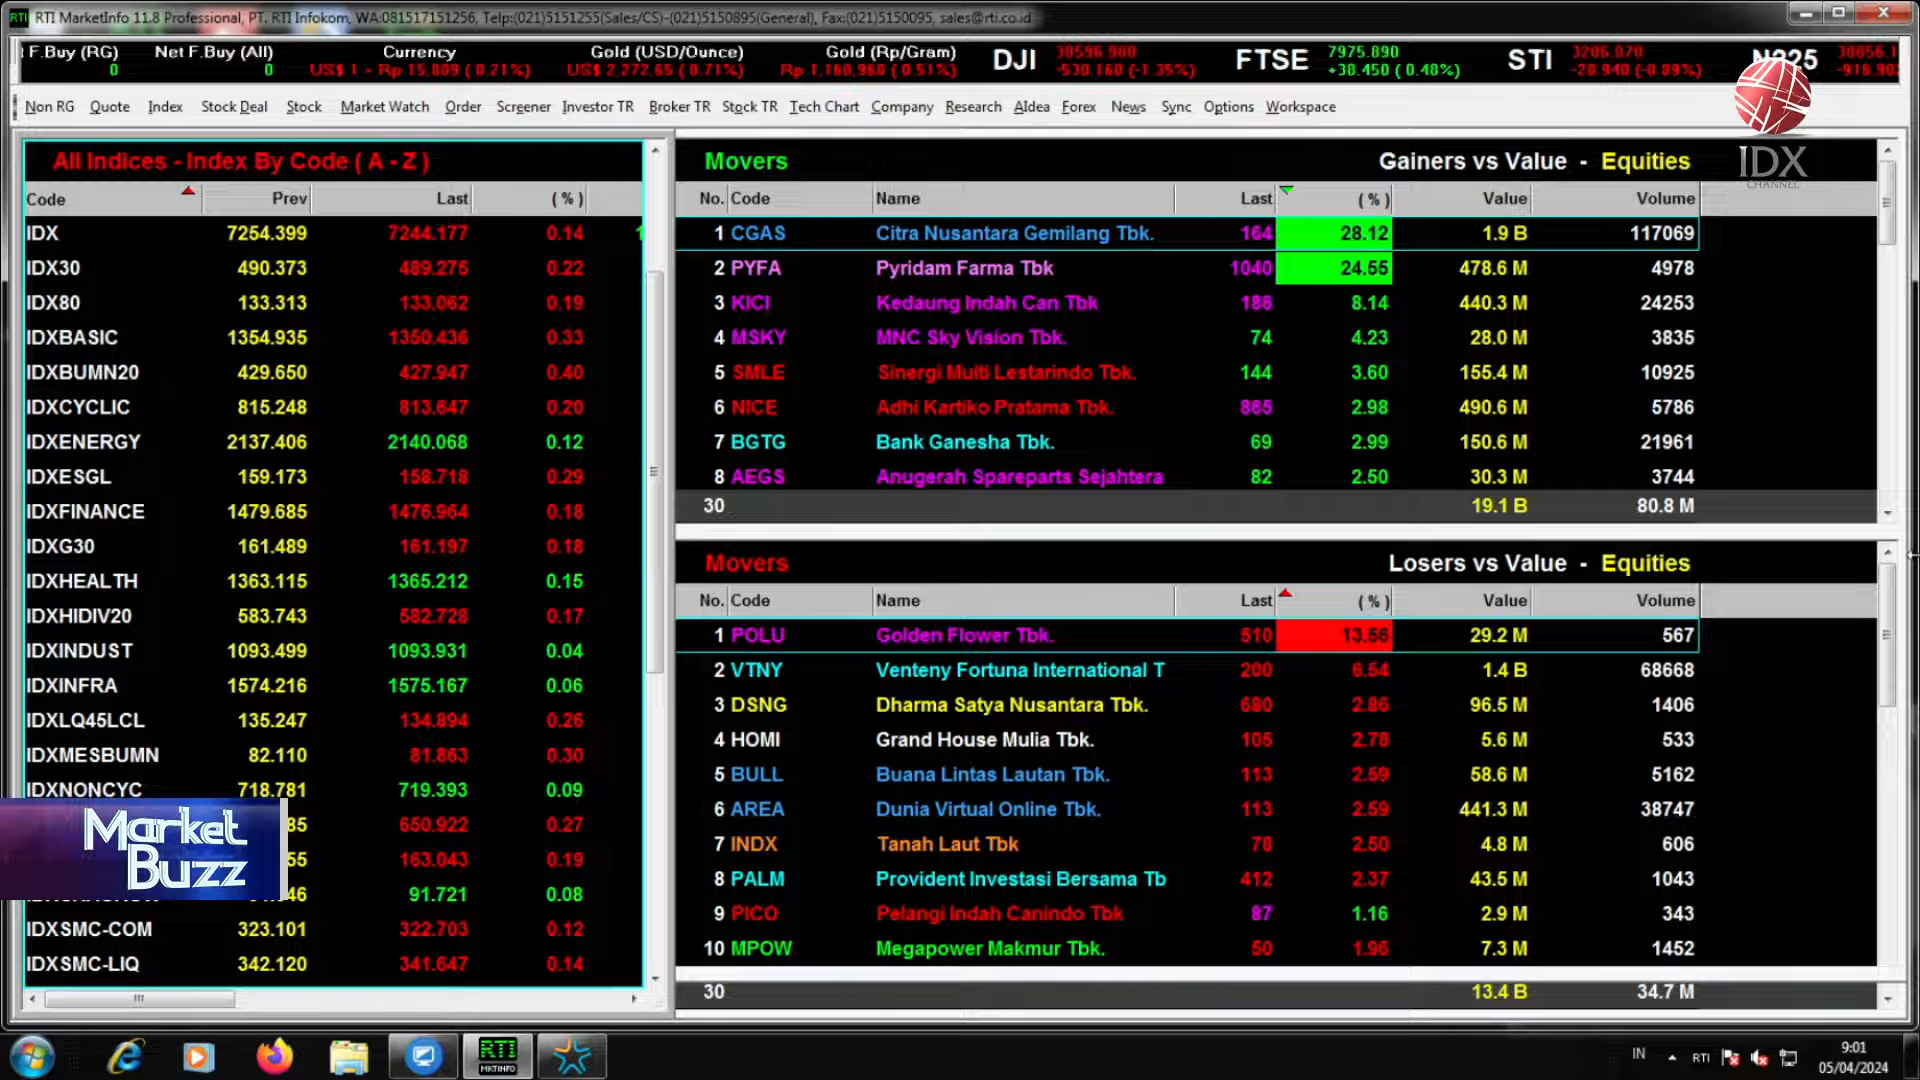 RTI MarketInfo 11.8 Professional, PT. RTI Infokom, WA:081517151256, Telp:(021)5151255(Sales/CS)-(021)5150895(General), Fax:(021)5150095, sales@rti.co.id
F.Buy (RG) Net F.Buy (All) Currency Gold (USD/Ounce) Gold (Rp/Gram) DJI FTSE 7975.890 STI N225
0 0 +38.450 ( 0.48%)
Non RG Quote Index Stock Deal Stock Market Watch Order Screener Investor TR Broker TR Stock TR Tech Chart Company Research AIdea Forex News Sync Options Workspace
IDX
CHANNEL
All Indices - Index By Code ( A - Z )
Code Prev Last ( % )
IDX 7254.399 7244.177 0.14
IDX30 490.373 489.275 0.22
IDX80 133.313 133.062 0.19
IDXBASIC 1354.935 1350.436 0.33
IDXBUMN20 429.650 427.947 0.40
IDXCYCLIC 815.248 813.647 0.20
IDXENERGY 2137.406 2140.068 0.12
IDXESGL 159.173 158.718 0.29
IDXFINANCE 1479.685 1476.964 0.18
IDXG30 161.489 161.197 0.18
IDXHEALTH 1363.115 1365.212 0.15
IDXHIDIV20 583.743 582.728 0.17
IDXINDUST 1093.499 1093.931 0.04
IDXINFRA 1574.216 1575.167 0.06
IDXLQ45LCL 135.247 134.894 0.26
IDXMESBUMN 82.110 81.863 0.30
IDXNONCYC 718.781 719.393 0.09
85 650.922 0.27
55 163.043 0.19
46 91.721 0.08
IDXSMC-COM 323.101 322.703 0.12
IDXSMC-LIQ 342.120 341.647 0.14
Market
Buzz
Movers Gainers vs Value - Equities
No. Code Name Last ( % ) Value Volume
1 CGAS Citra Nusantara Gemilang Tbk. 164 28.12 1.9 B 117069
2 PYFA Pyridam Farma Tbk 1040 24.55 478.6 M 4978
3 KICI Kedaung Indah Can Tbk 186 8.14 440.3 M 24253
4 MSKY MNC Sky Vision Tbk. 74 4.23 28.0 M 3835
5 SMLE Sinergi Multi Lestarindo Tbk. 144 3.60 155.4 M 10925
6 NICE Adhi Kartiko Pratama Tbk. 865 2.98 490.6 M 5786
7 BGTG Bank Ganesha Tbk. 69 2.99 150.6 M 21961
8 AEGS Anugerah Spareparts Sejahtera 82 2.50 30.3 M 3744
30 19.1 B 80.8 M
Movers Losers vs Value - Equities
No. Code Name Last ( % ) Value Volume
1 POLU Golden Flower Tbk. 510 13.56 29.2 M 567
2 VTNY Venteny Fortuna International T 200 6.54 1.4 B 68668
3 DSNG Dharma Satya Nusantara Tbk. 680 2.86 96.5 M 1406
4 HOMI Grand House Mulia Tbk. 105 2.78 5.6 M 533
5 BULL Buana Lintas Lautan Tbk. 113 2.59 58.6 M 5162
6 AREA Dunia Virtual Online Tbk. 113 2.59 441.3 M 38747
7 INDX Tanah Laut Tbk 78 2.50 4.8 M 606
8 PALM Provident Investasi Bersama Tb 412 2.37 43.5 M 1043
9 PICO Pelangi Indah Canindo Tbk 87 1.16 2.9 M 343
10 MPOW Megapower Makmur Tbk. 50 1.96 7.3 M 1452
30 13.4 B 34.7 M
RTI
MKTINFO
IN RTI 9:01
05/04/2024